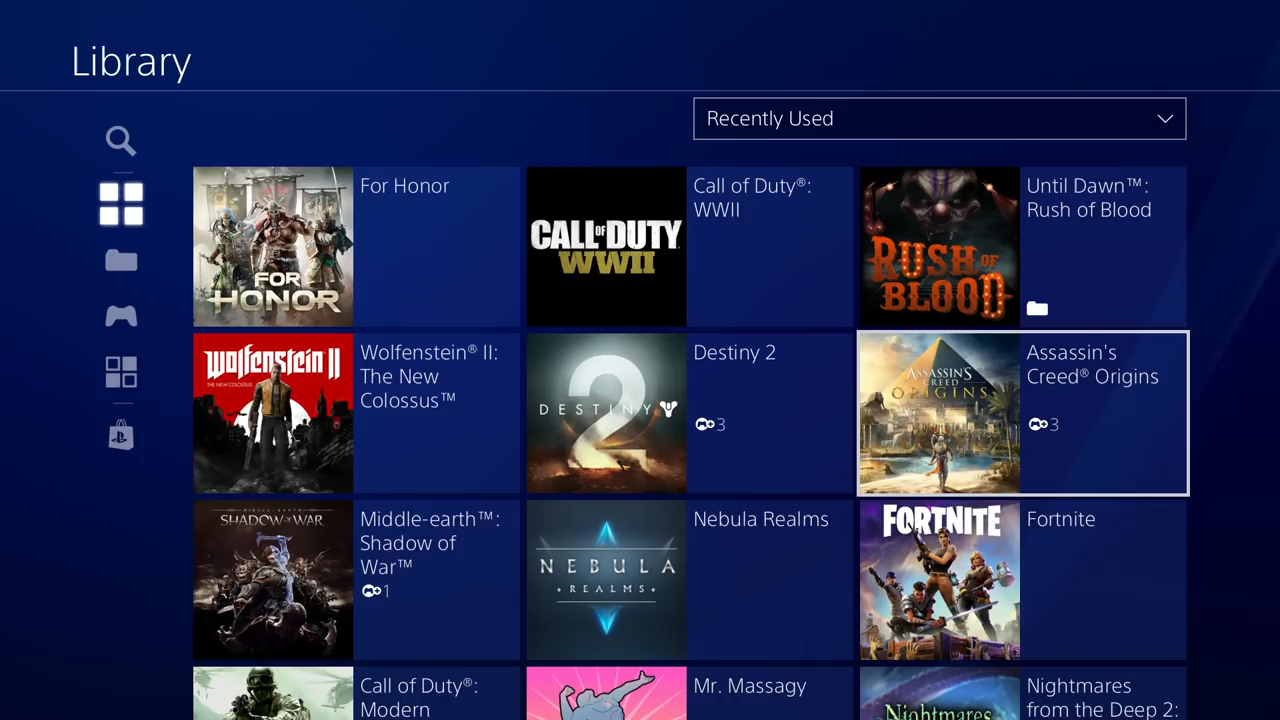 Library
Recently Used
FOR
HONOR
For Honor
CALL OF DUTY
WWII
Call of Duty®:
WWII
RUSH OF
BLOOD
Until Dawn™:
Rush of Blood
Wolfenstein II
THE NEW COLOSSUS
Wolfenstein® II:
The New
Colossus™
DESTINY
2
Destiny 2
3
ASSASSIN'S
CREED
ORIGINS
Assassin's
Creed® Origins
3
MIDDLE-EARTH
SHADOW OF WAR
Middle-earth™:
Shadow of
War™
1
NEBULA
REALMS
Nebula Realms
FORTNITE
Fortnite
Call of Duty®:
Modern
Mr. Massagy
Nightmares
Nightmares
from the Deep 2: